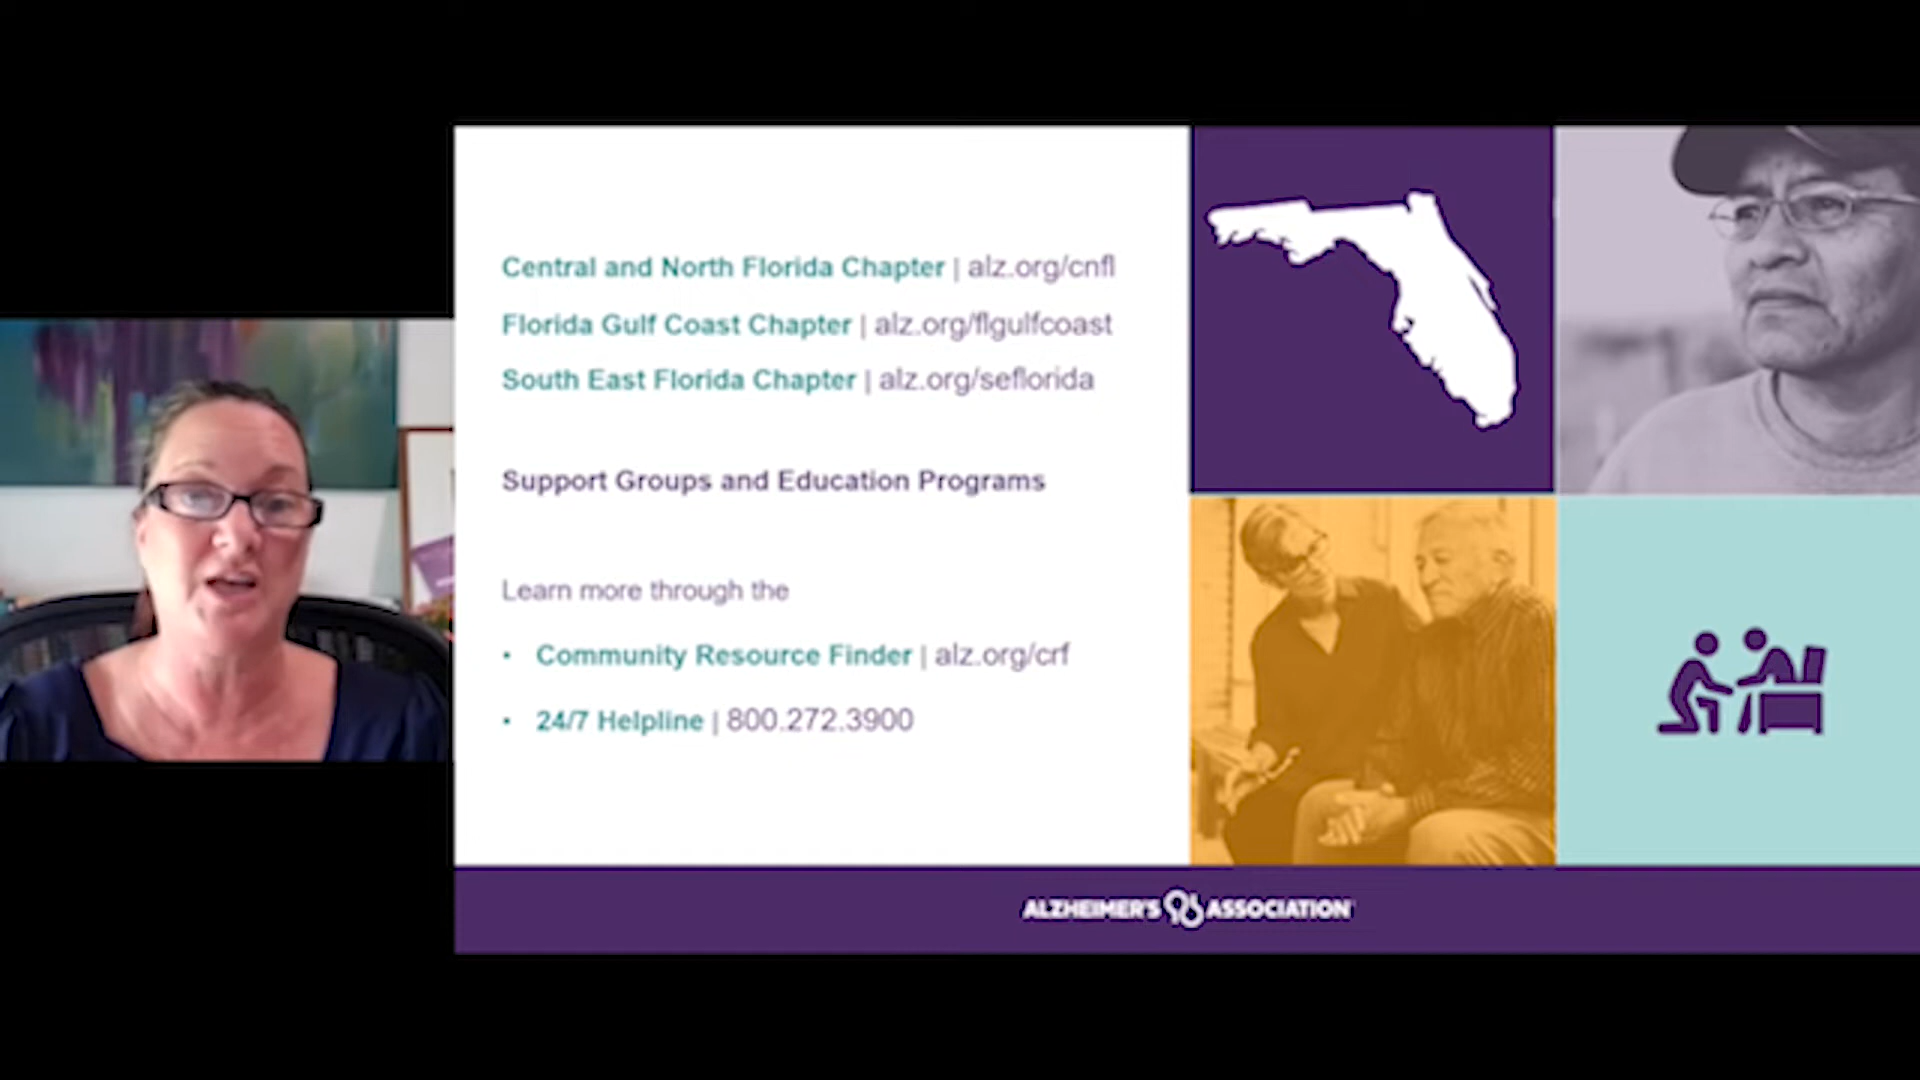 Central and North Florida Chapter | alz.org/cnfl
Florida Gulf Coast Chapter | alz.org/flgulfcoast
South East Florida Chapter | alz.org/seflorida
Support Groups and Education Programs
Learn more through the
• Community Resource Finder | alz.org/crf
• 24/7 Helpline | 800.272.3900
ALZHEIMER'S ASSOCIATION